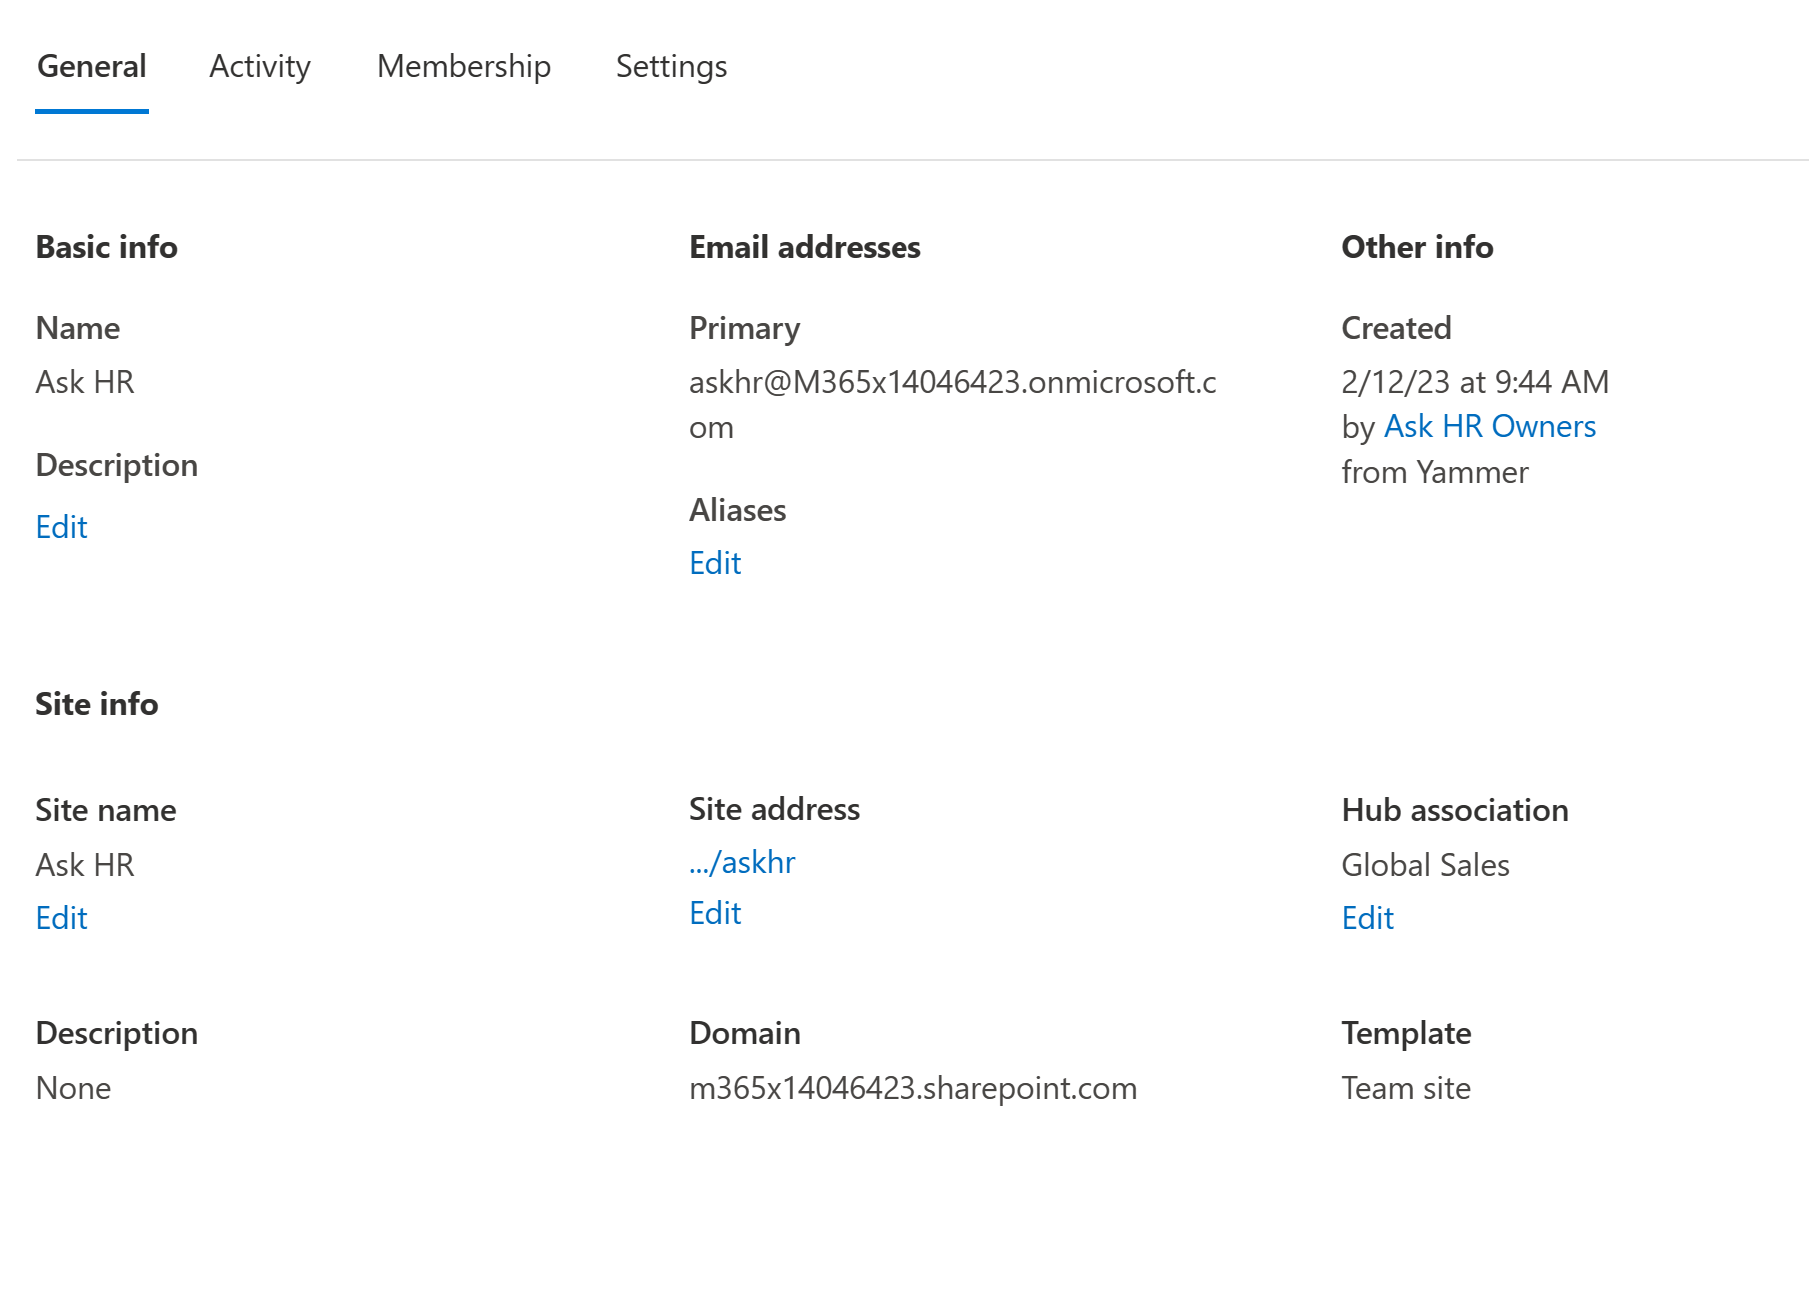 General Activity Membership Settings
Basic info
Name
Ask HR
Description
Edit
Email addresses
Primary
askhr@M365x14046423.onmicrosoft.c
om
Aliases
Edit
Other info
Created
2/12/23 at 9:44 AM
by Ask HR Owners
from Yammer
Site info
Site name
Ask HR
Edit
Site address
.../askhr
Edit
Hub association
Global Sales
Edit
Description
None
Domain
m365x14046423.sharepoint.com
Template
Team site